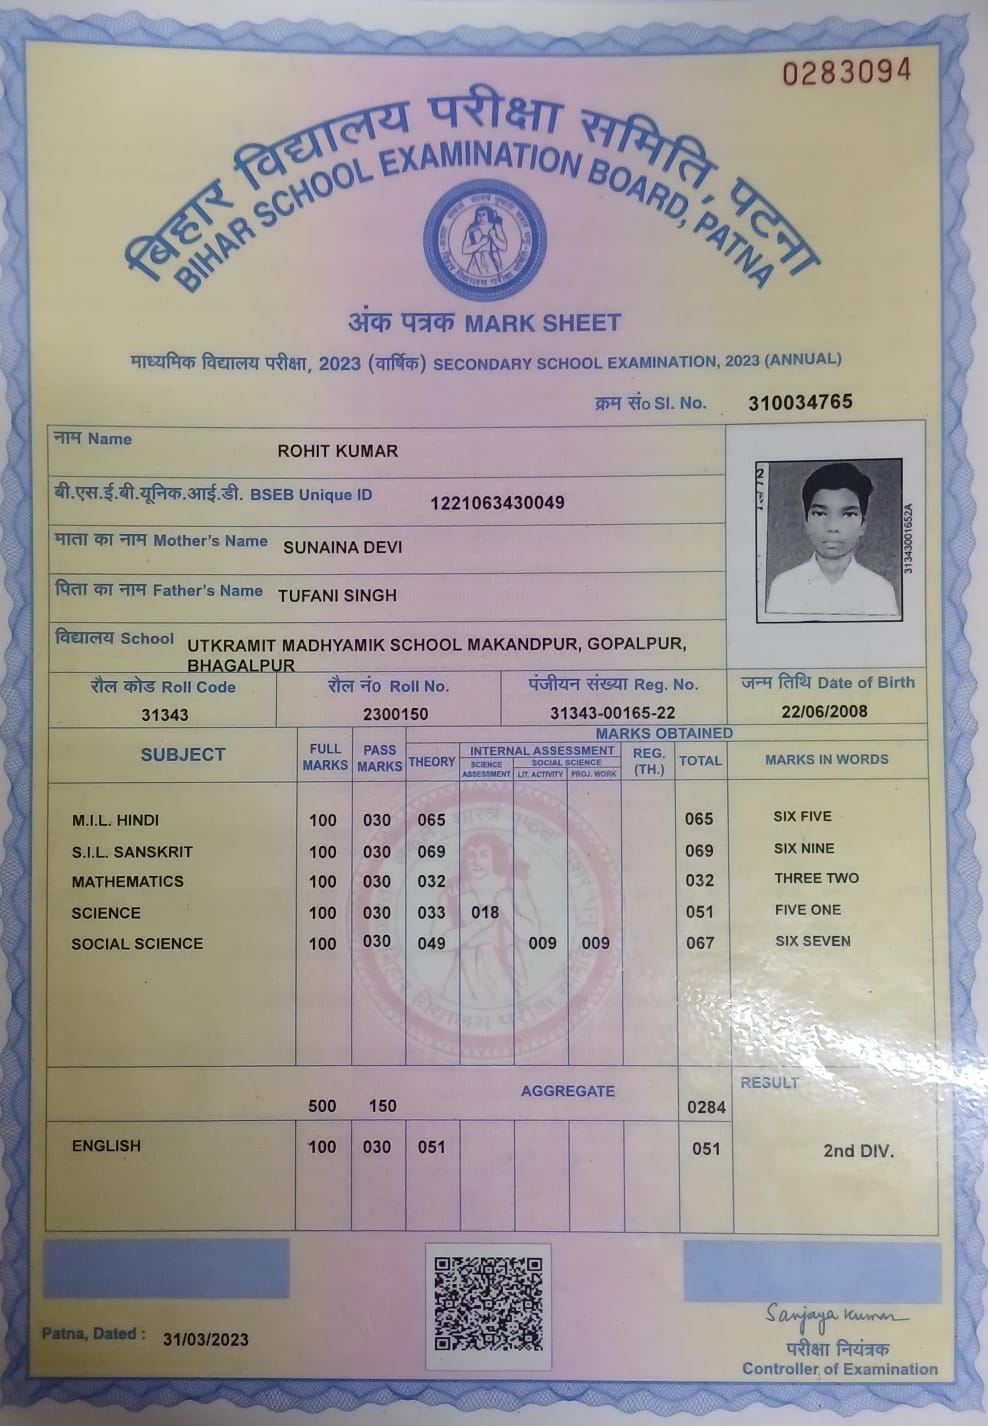 0283094
बिहार विद्यालय परीक्षा समिति, पटना
BIHAR SCHOOL EXAMINATION BOARD, PATNA
अंक पत्रक MARK SHEET
माध्यमिक विद्यालय परीक्षा, 2023 (वार्षिक) SECONDARY SCHOOL EXAMINATION, 2023 (ANNUAL)
क्रम सं० Sl. No. 310034765
नाम Name ROHIT KUMAR
बी.एस.ई.बी.यूनिक.आई.डी. BSEB Unique ID 1221063430049
माता का नाम Mother's Name SUNAINA DEVI
पिता का नाम Father's Name TUFANI SINGH
विद्यालय School UTKRAMIT MADHYAMIK SCHOOL MAKANDPUR, GOPALPUR,
BHAGALPUR
31343001652A
रौल कोड Roll Code रौल नं० Roll No. पंजीयन संख्या Reg. No. जन्म तिथि Date of Birth
31343 2300150 31343-00165-22 22/06/2008
MARKS OBTAINED
SUBJECT FULL MARKS PASS MARKS THEORY INTERNAL ASSESSMENT REG. (TH.) TOTAL MARKS IN WORDS
SCIENCE ASSESSMENT SOCIAL SCIENCE
LIT. ACTIVITY PROJ. WORK
M.I.L. HINDI 100 030 065 065 SIX FIVE
S.I.L. SANSKRIT 100 030 069 069 SIX NINE
MATHEMATICS 100 030 032 032 THREE TWO
SCIENCE 100 030 033 018 051 FIVE ONE
SOCIAL SCIENCE 100 030 049 009 009 067 SIX SEVEN
AGGREGATE RESULT
500 150 0284
ENGLISH 100 030 051 051 2nd DIV.
Patna, Dated : 31/03/2023
Sanjaya Kumar
परीक्षा नियंत्रक
Controller of Examination